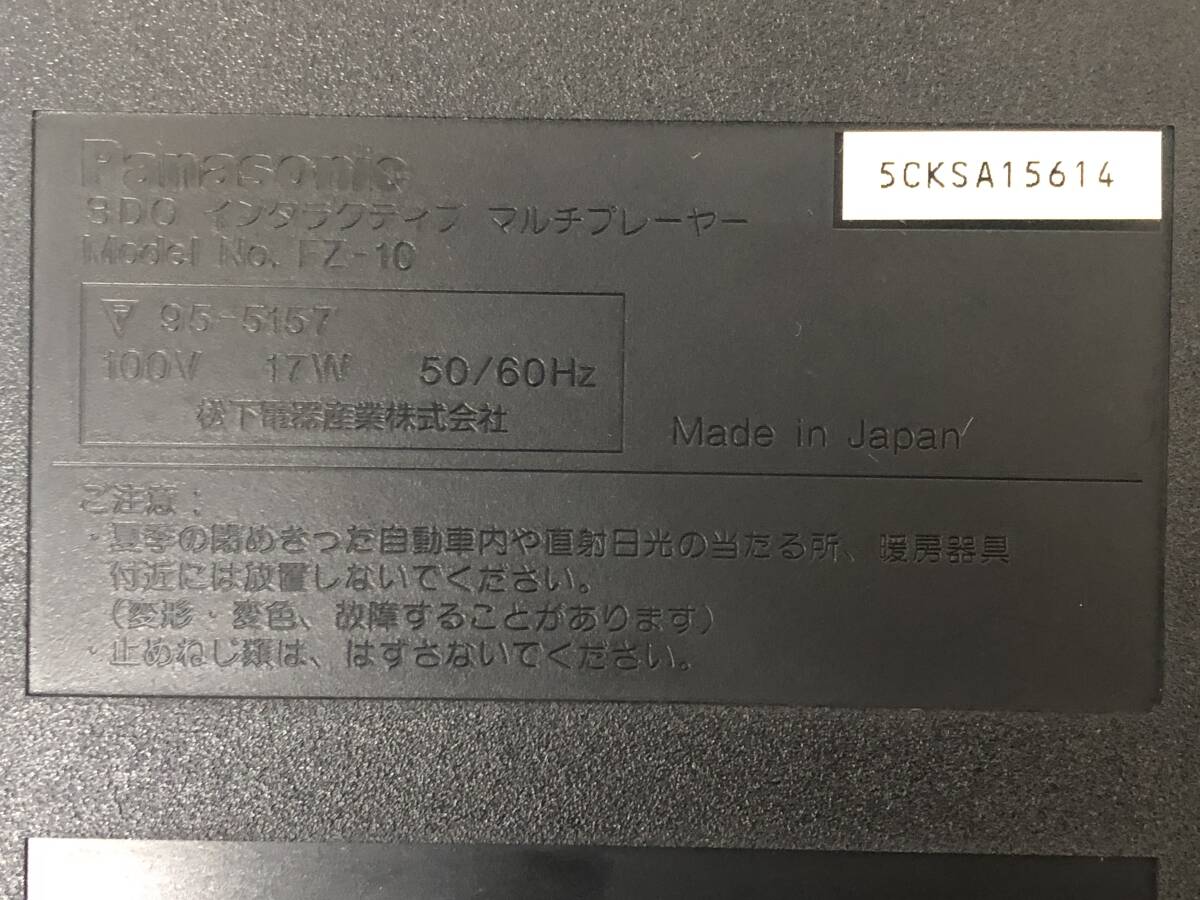 Panasonic
5CKSA15614
3DO インタラクティブ マルチプレーヤー
Model No. FZ-10
95-5157
100V 17W 50/60Hz
松下電器産業株式会社
Made in Japan
ご注意：
・夏季の閉めきった自動車内や直射日光の当たる所、暖房器具
付近には放置しないでください。
（変形・変色、故障することがあります）
・止めねじ類は、はずさないでください。